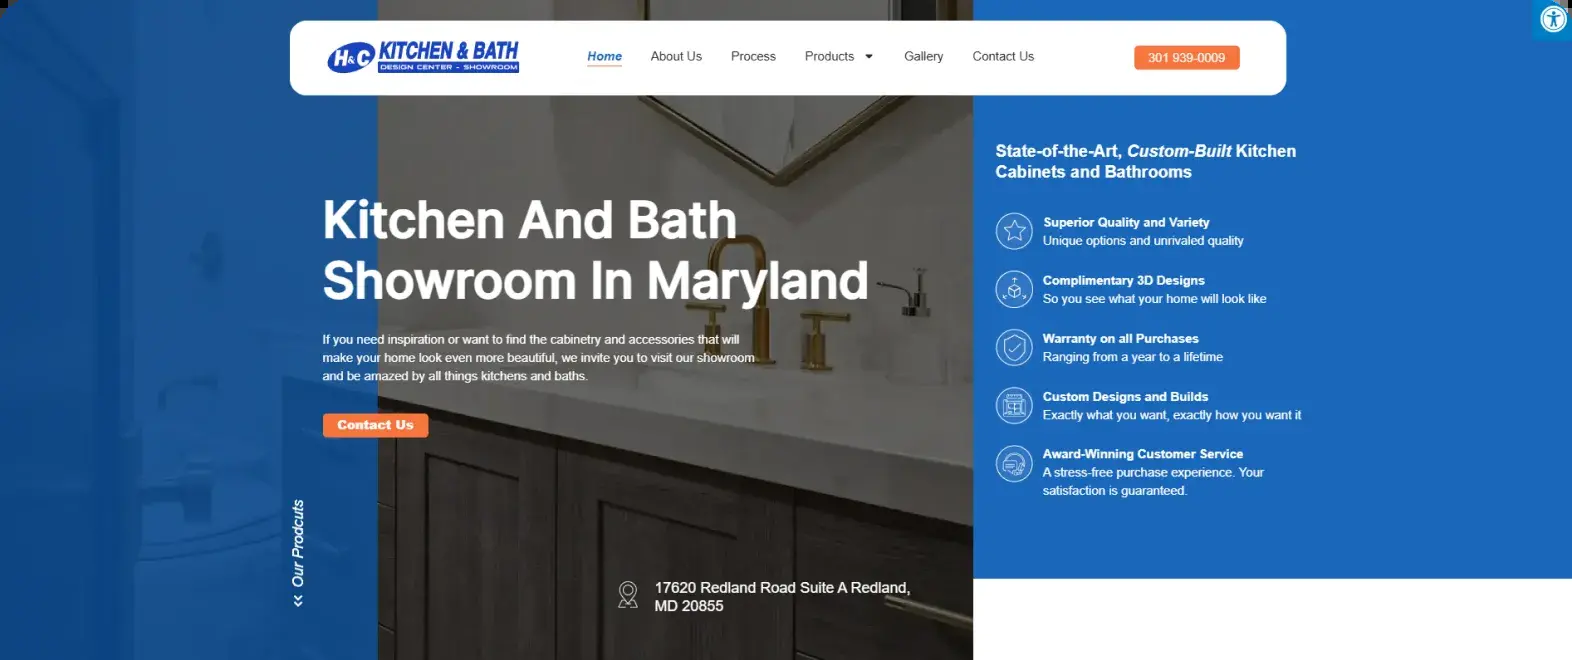 H&C KITCHEN & BATH
DESIGN CENTER - SHOWROOM
Home
About Us
Process
Products
Gallery
Contact Us
301 939-0009
Kitchen And Bath
Showroom In Maryland
If you need inspiration or want to find the cabinetry and accessories that will
make your home look even more beautiful, we invite you to visit our showroom
and be amazed by all things kitchens and baths.
Contact Us
Our Prodcuts
17620 Redland Road Suite A Redland,
MD 20855
State-of-the-Art, Custom-Built Kitchen
Cabinets and Bathrooms
Superior Quality and Variety
Unique options and unrivaled quality
Complimentary 3D Designs
So you see what your home will look like
Warranty on all Purchases
Ranging from a year to a lifetime
Custom Designs and Builds
Exactly what you want, exactly how you want it
Award-Winning Customer Service
A stress-free purchase experience. Your
satisfaction is guaranteed.